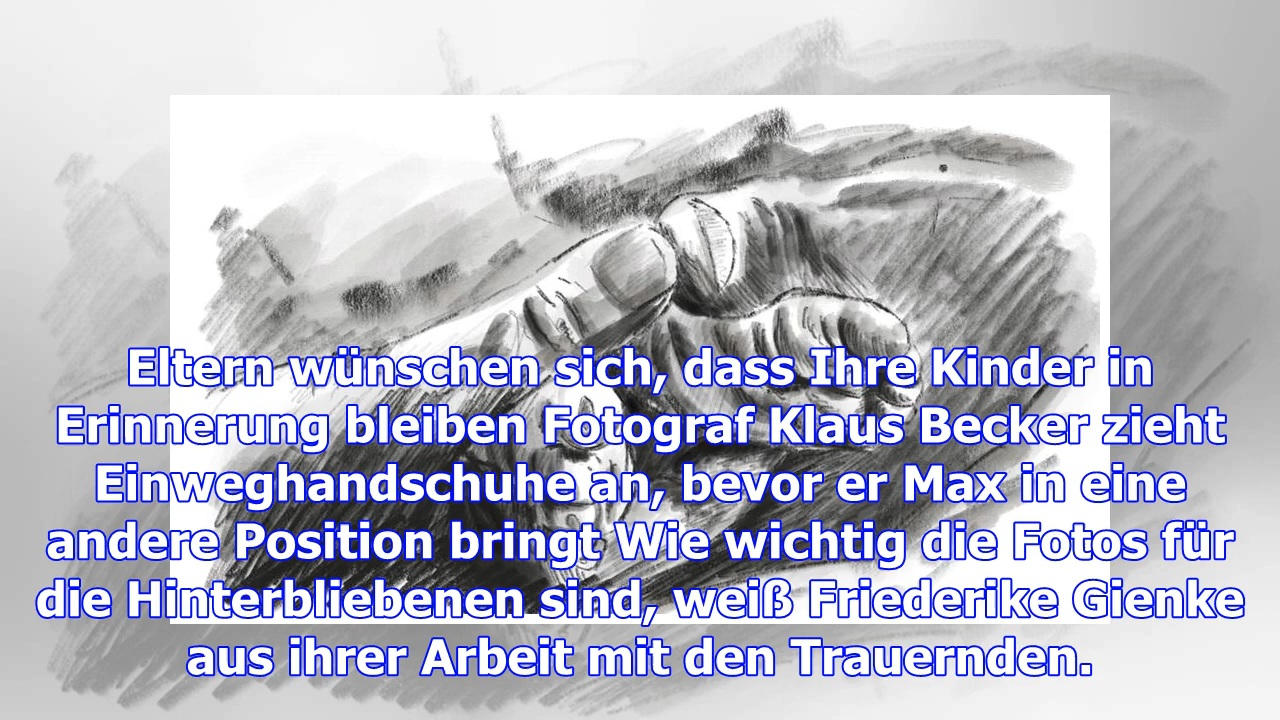 Eltern wünschen sich, dass Ihre Kinder in
Erinnerung bleiben Fotograf Klaus Becker zieht
Einweghandschuhe an, bevor er Max in eine
andere Position bringt Wie wichtig die Fotos für
die Hinterbliebenen sind, weiß Friederike Gienke
aus ihrer Arbeit mit den Trauernden.